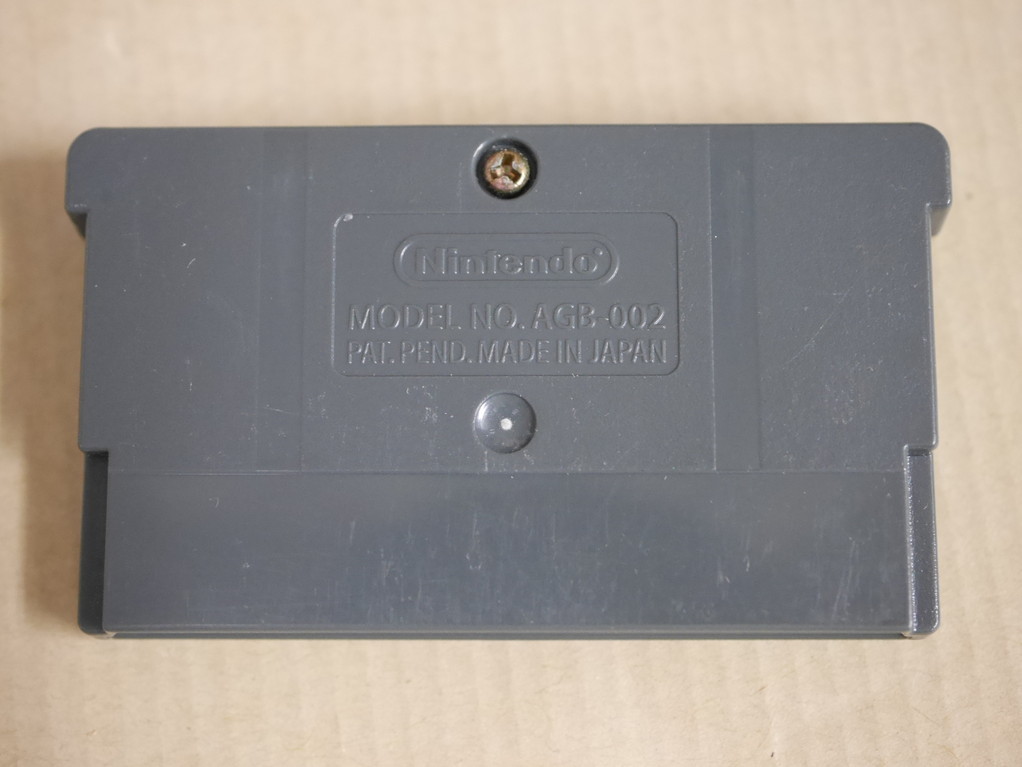 Nintendo
MODEL NO. AGB-002
PAT. PEND. MADE IN JAPAN